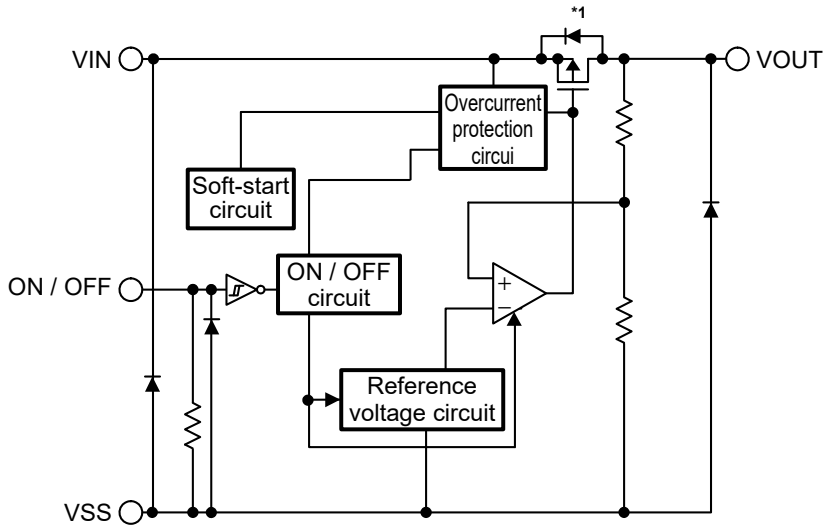 *1
VIN
VOUT
Overcurrent
protection
circui
Soft-start
circuit
ON / OFF
ON / OFF
circuit
+
−
Reference
voltage circuit
VSS